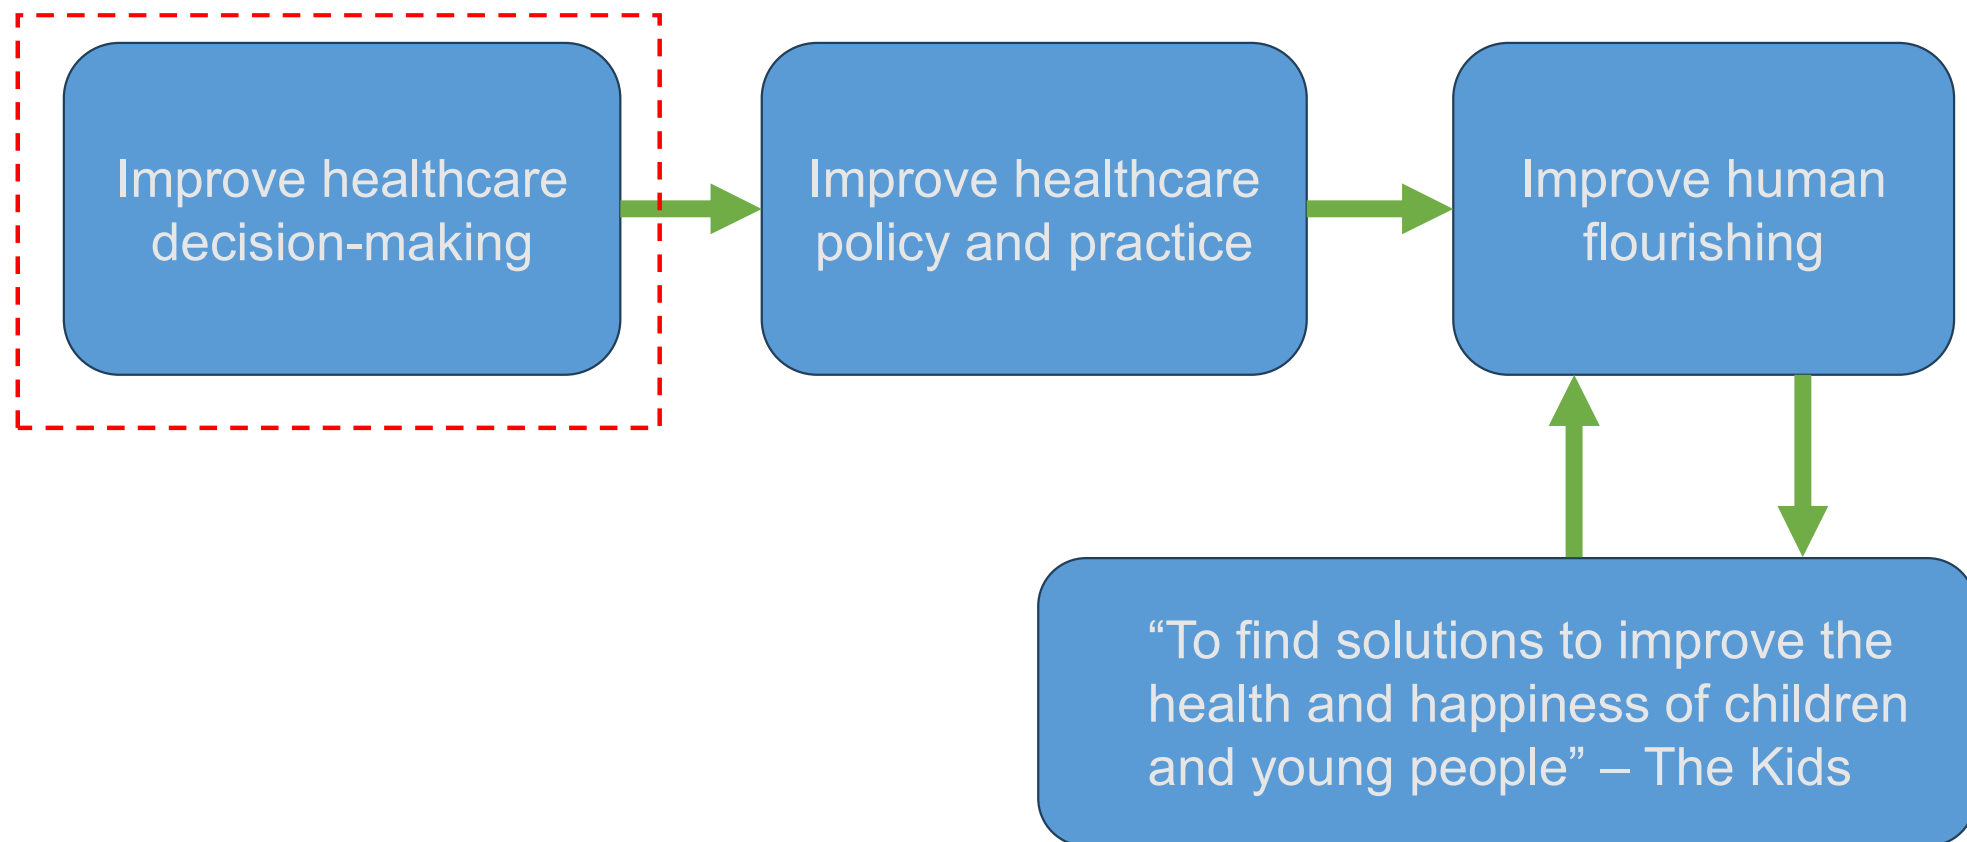 Improve healthcare
decision-making
Improve healthcare
policy and practice
Improve human
flourishing
“To find solutions to improve the
health and happiness of children
and young people” – The Kids